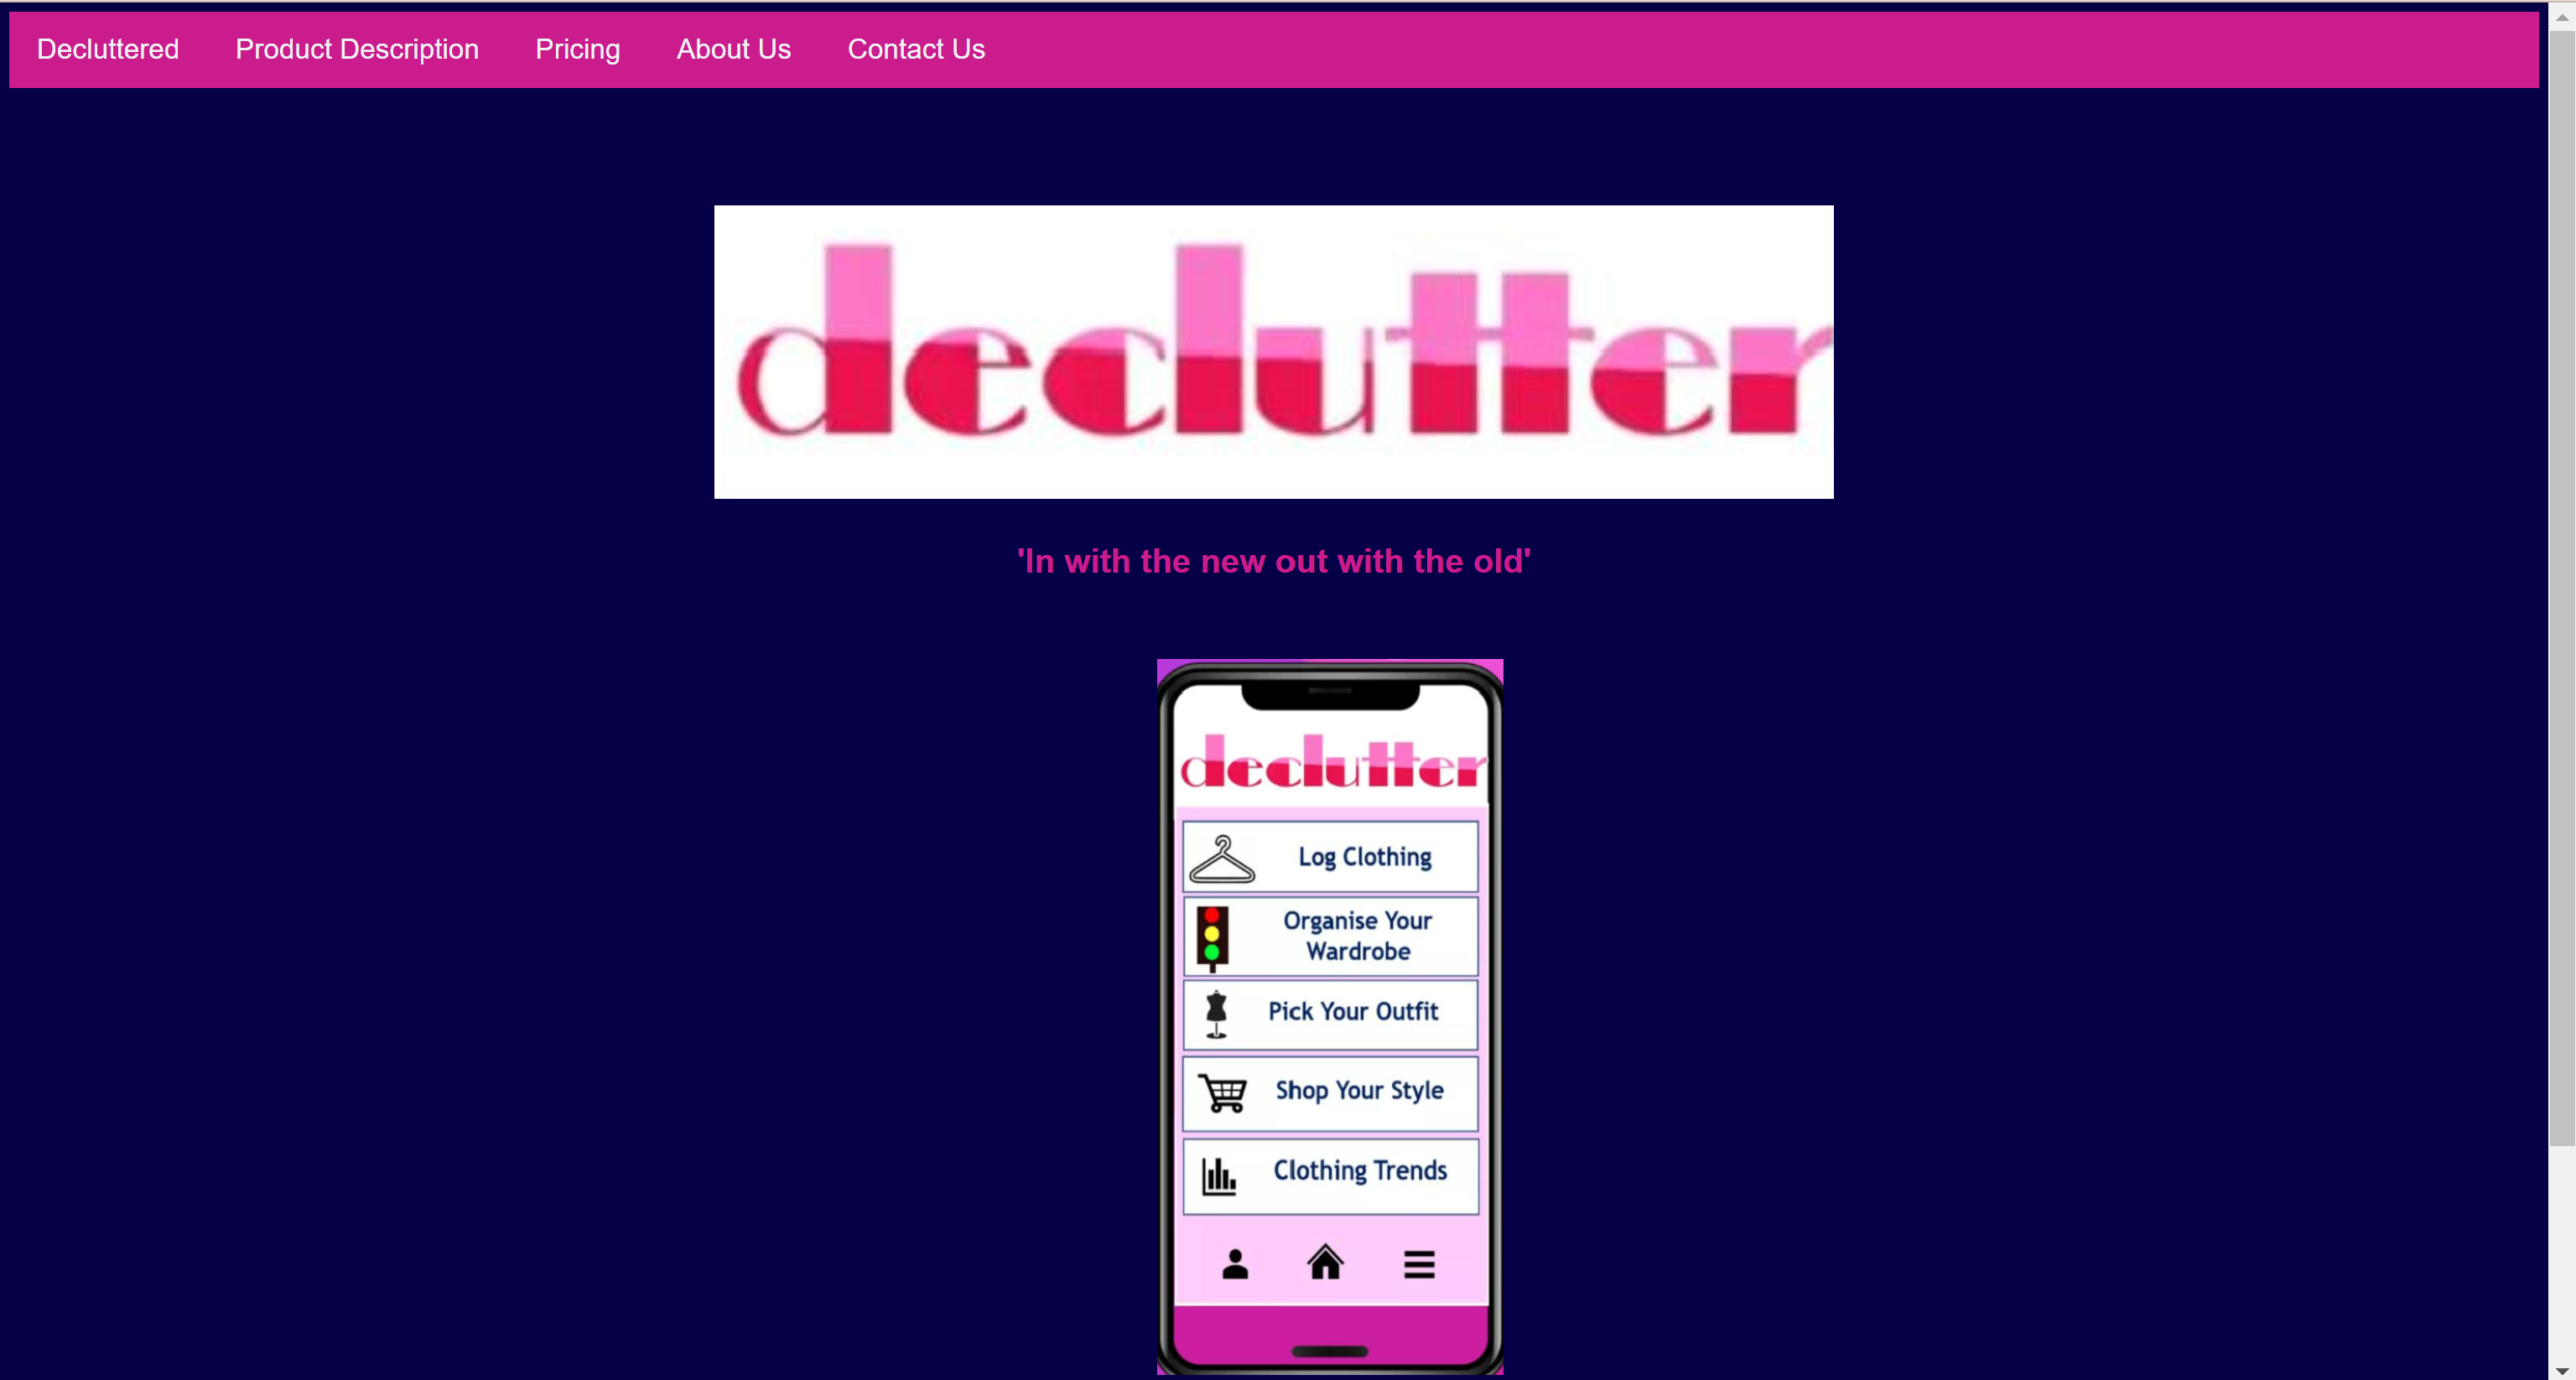 Decluttered Product Description Pricing About Us Contact Us
declutter
'In with the new out with the old'
declutter
Log Clothing
Organise Your
Wardrobe
Pick Your Outfit
Shop Your Style
Clothing Trends